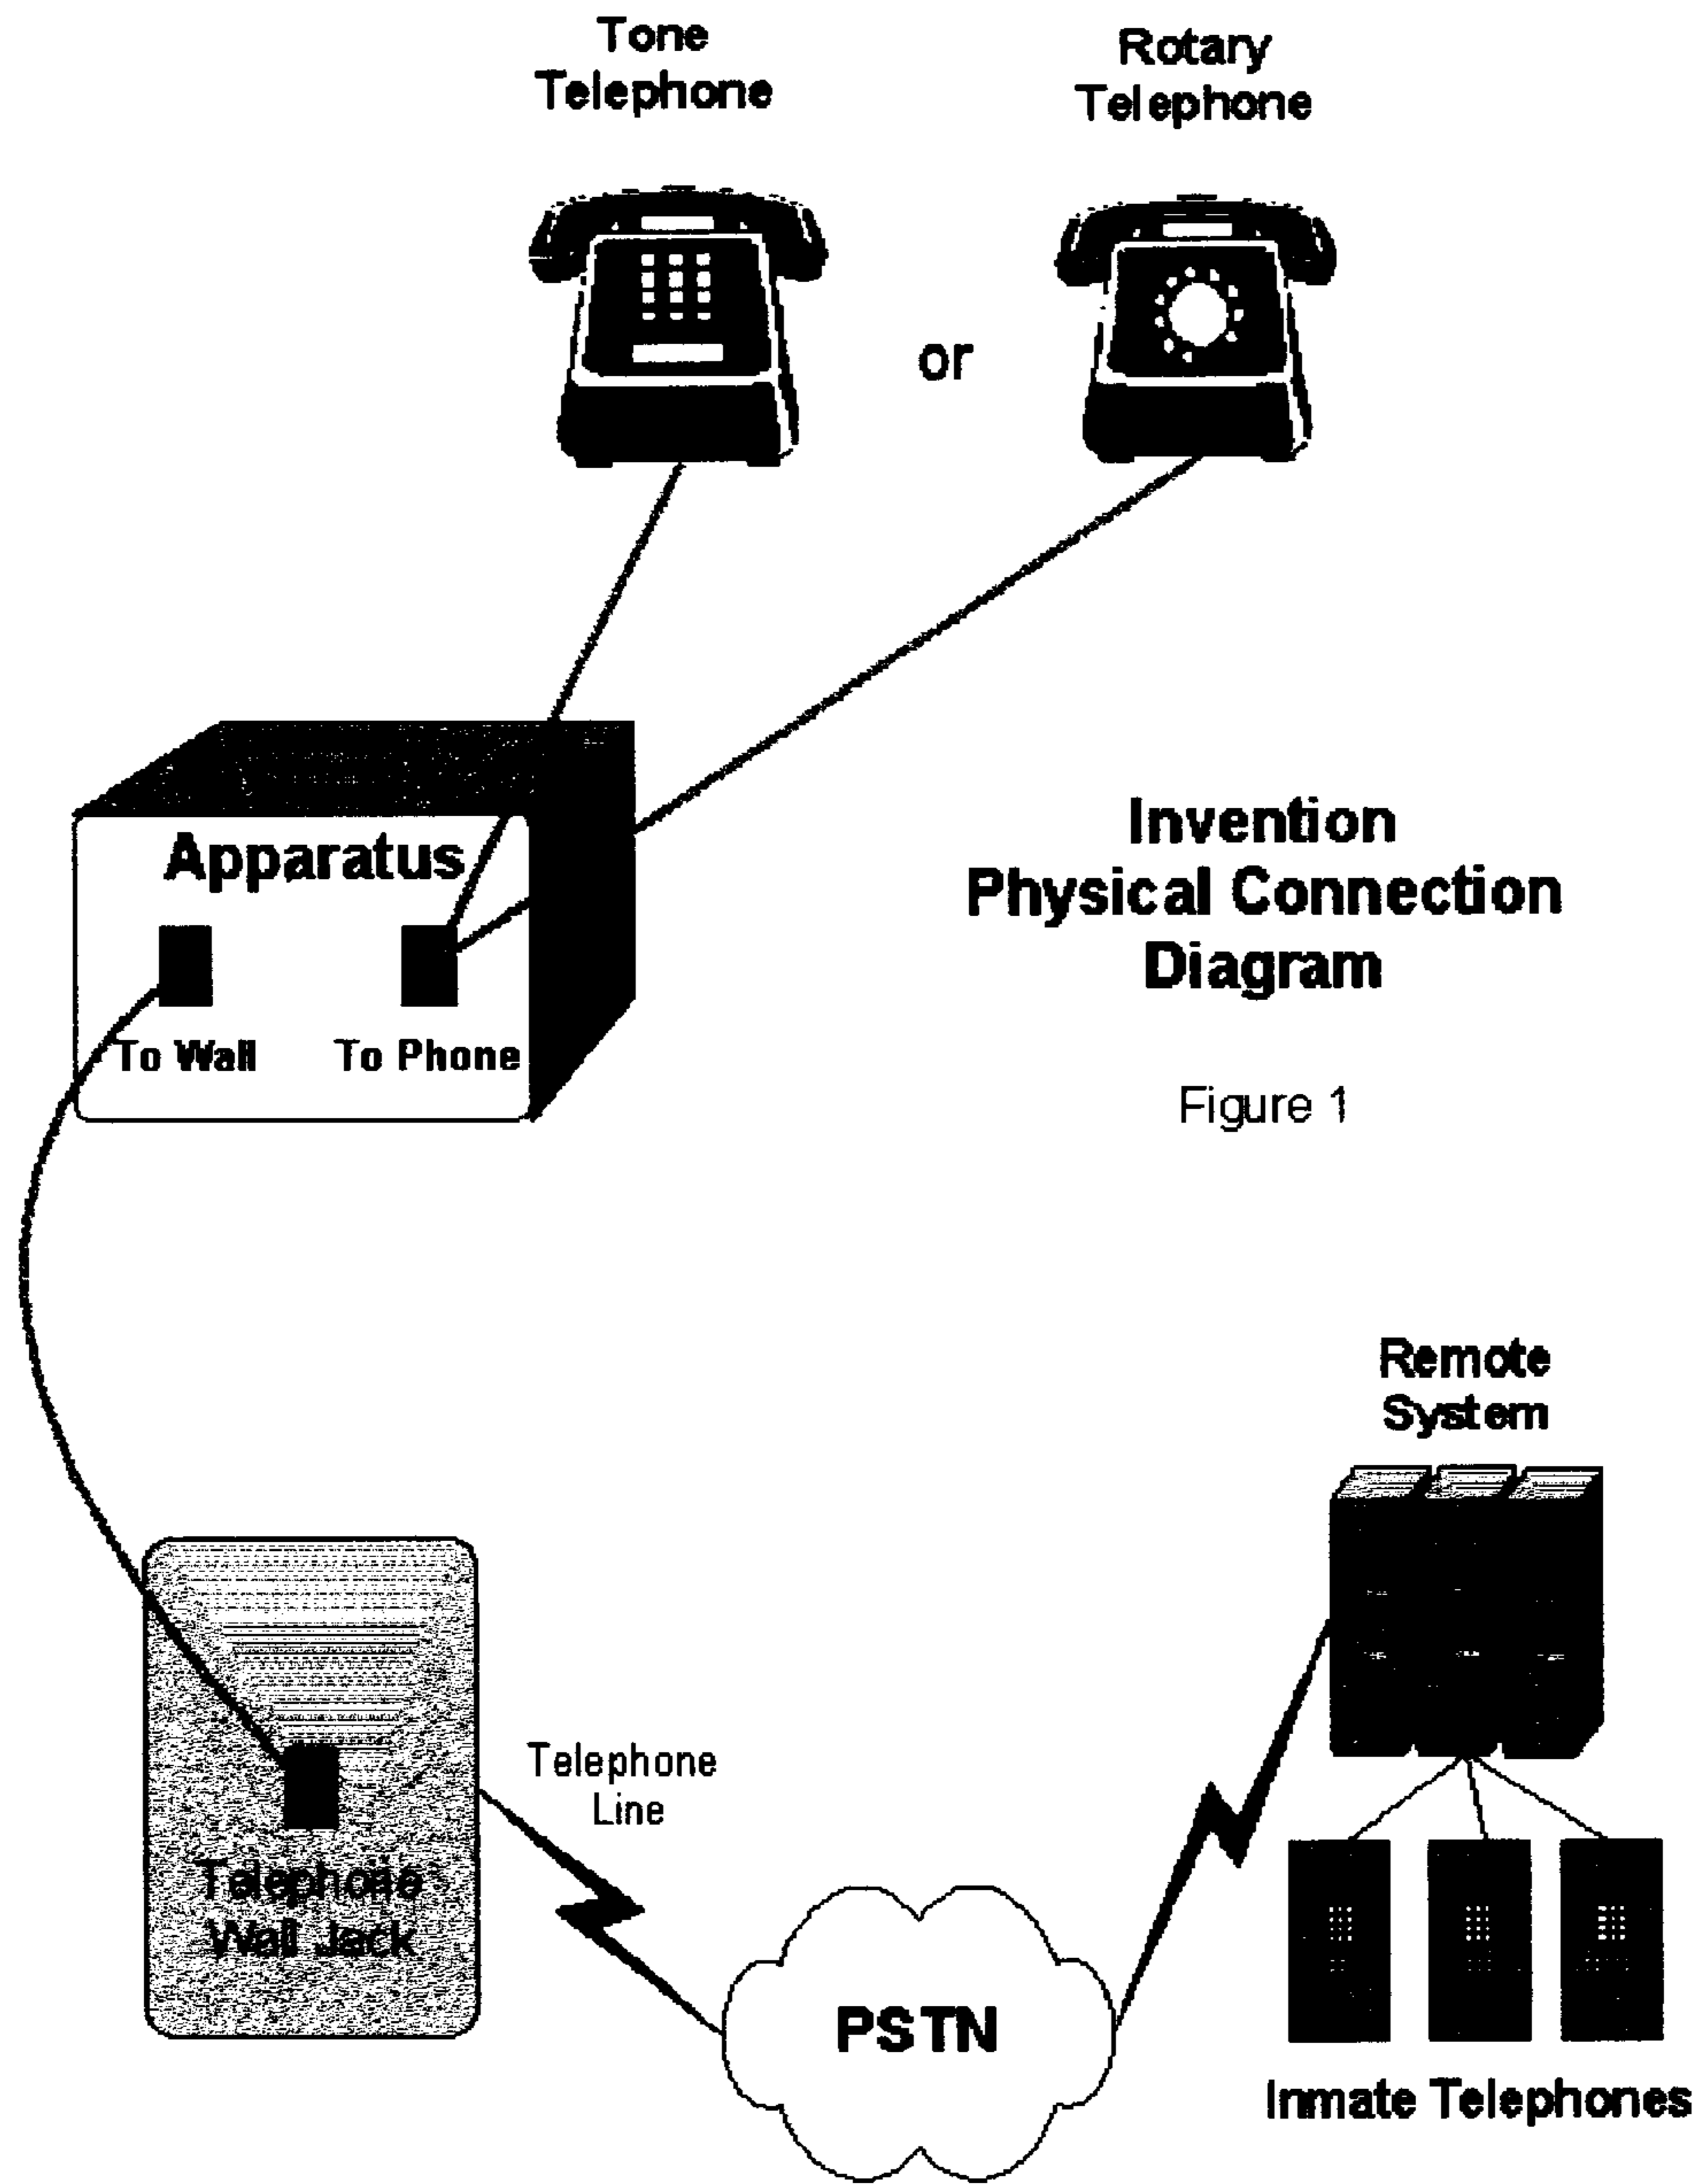 Tone
Telephone
Rotary
Telephone
or
Apparatus
To Wall
To Phone
Invention
Physical Connection
Diagram
Figure 1
Remote
System
Telephone
Line
Telephone
Wall Jack
PSTN
Inmate Telephones